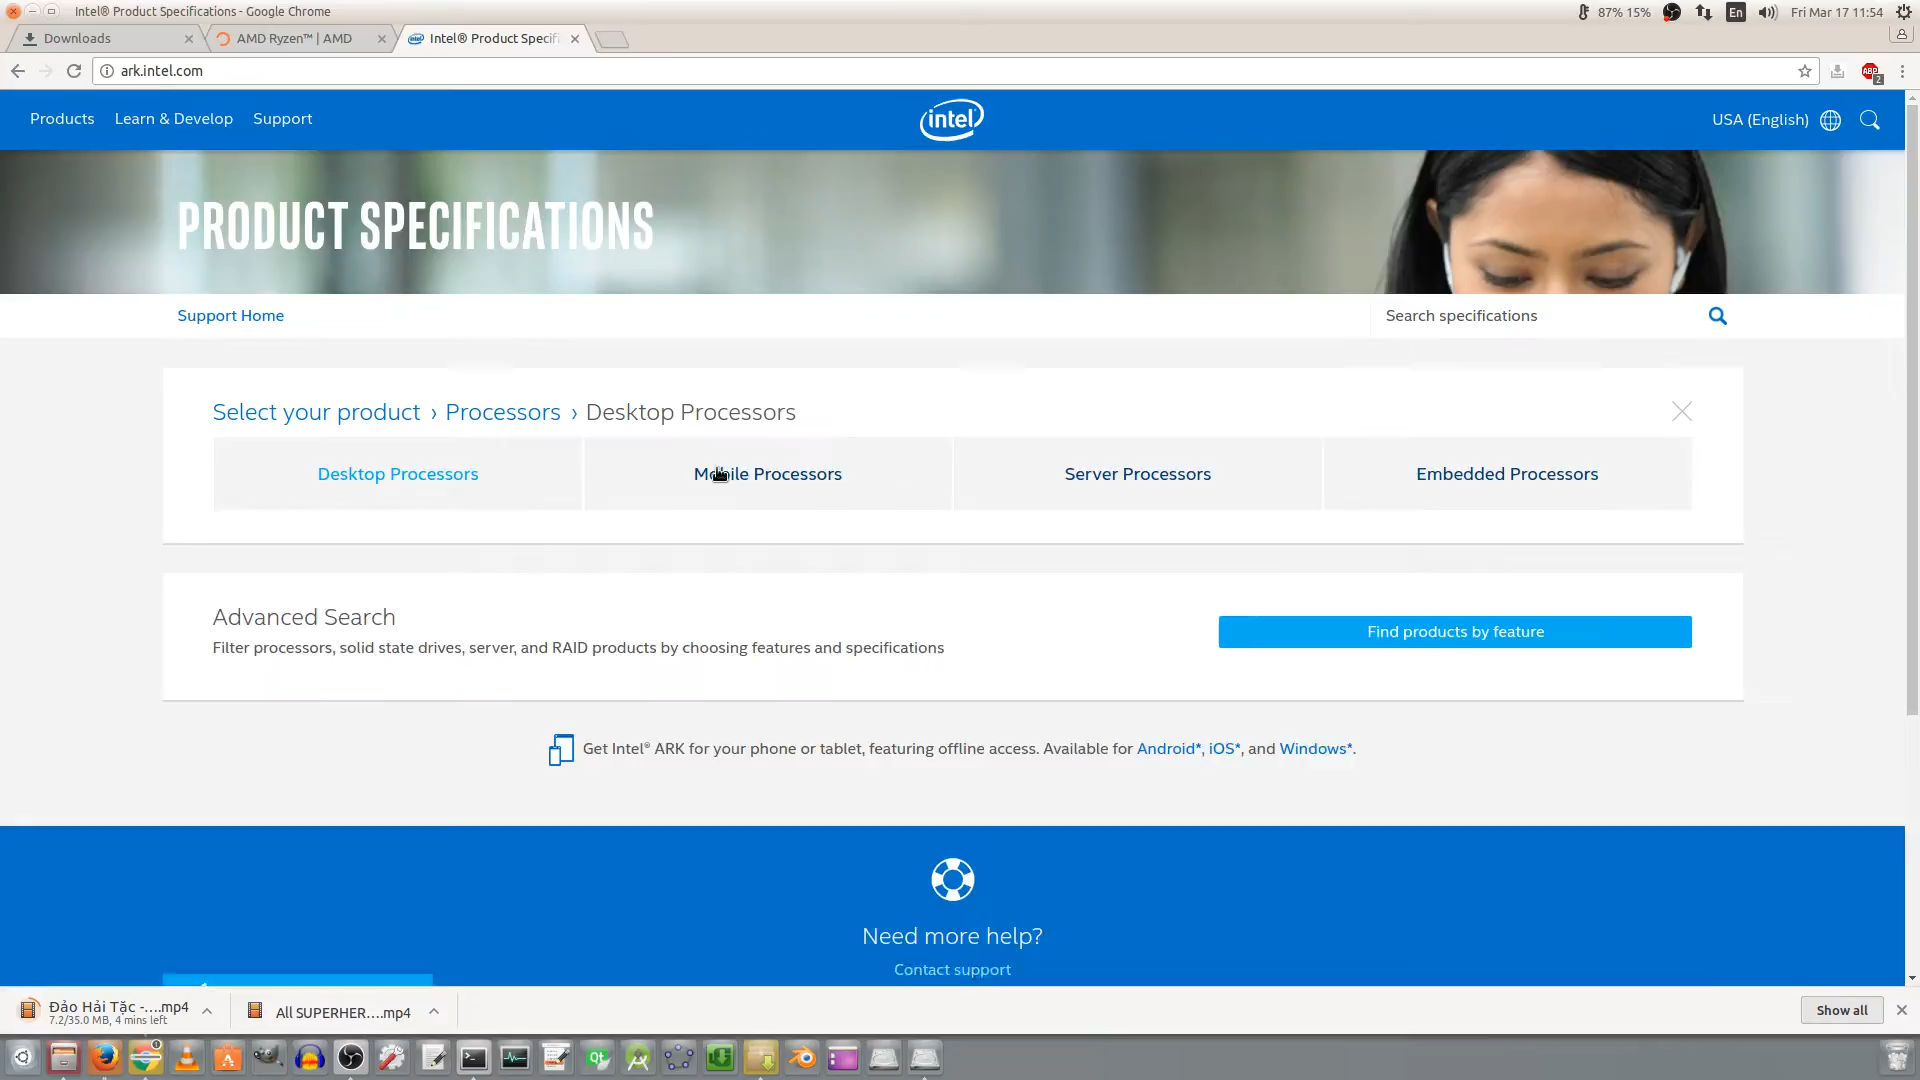 Intel® Product Specifications - Google Chrome
87% 15%
En
Fri Mar 17 11:54
Downloads
AMD Ryzen™ | AMD
Intel® Product Specifi
ark.intel.com
ABP
2
Products
Learn & Develop
Support
intel
USA (English)
PRODUCT SPECIFICATIONS
Support Home
Search specifications
Select your product › Processors › Desktop Processors
Desktop Processors
Mobile Processors
Server Processors
Embedded Processors
Advanced Search
Filter processors, solid state drives, server, and RAID products by choosing features and specifications
Find products by feature
Get Intel® ARK for your phone or tablet, featuring offline access. Available for Android*, iOS*, and Windows*.
Need more help?
Contact support
Đảo Hải Tặc -....mp4
7.2/35.0 MB, 4 mins left
All SUPERHER....mp4
Show all
1
Qt